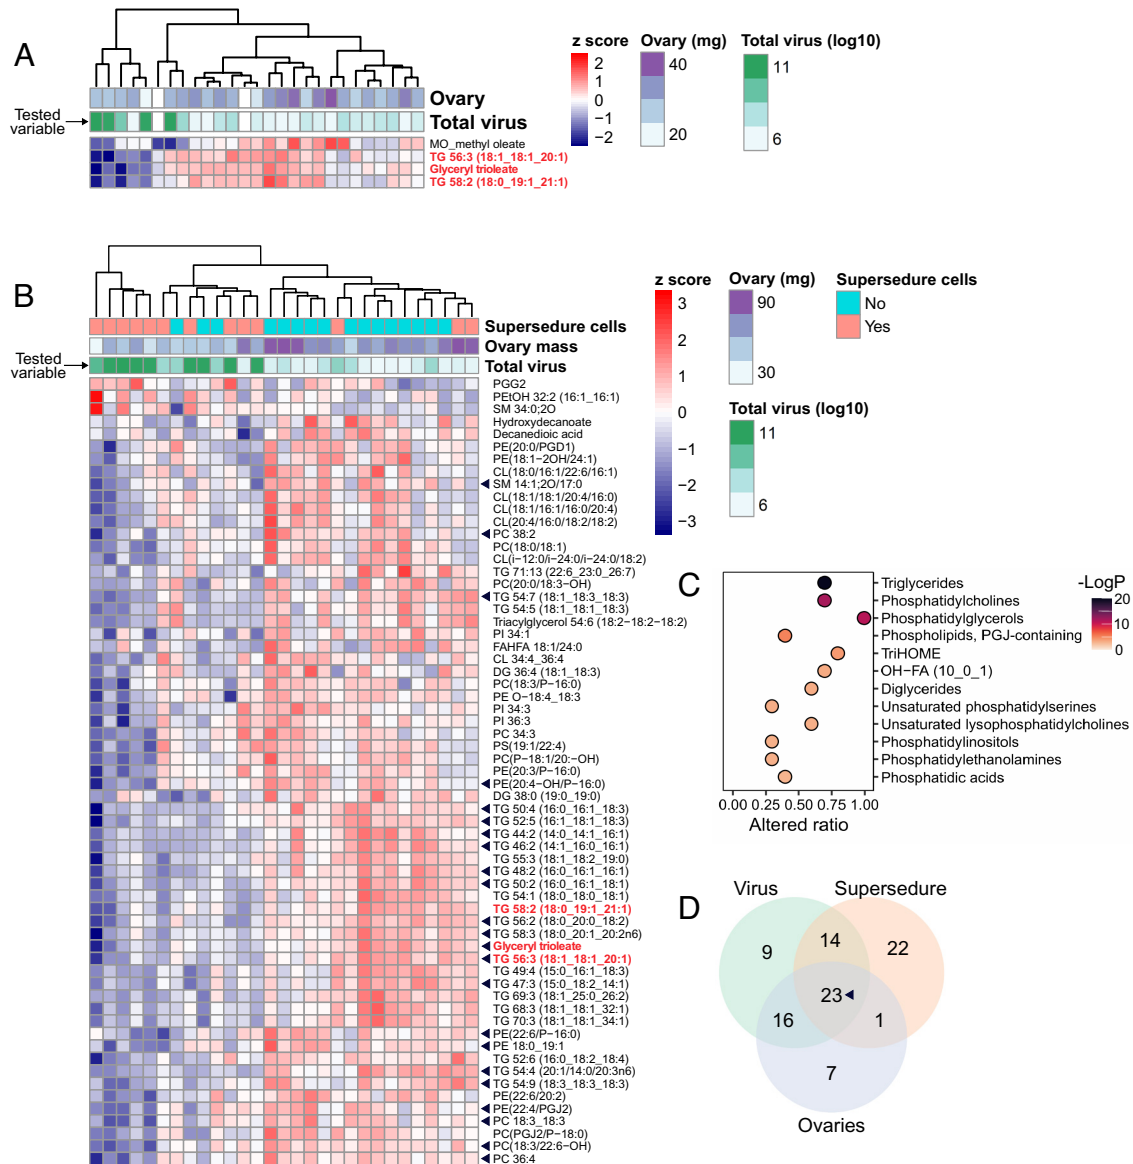 A
z score
2
1
0
−1
−2
Ovary (mg)
40
20
Total virus (log10)
11
6
Ovary
Tested variable
Total virus
MO_methyl oleate
TG 56:3 (18:1_18:1_20:1)
Glyceryl trioleate
TG 58:2 (18:0_19:1_21:1)
B
z score
3
2
1
0
−1
−2
−3
Ovary (mg)
90
30
Supersedure cells
No
Yes
Total virus (log10)
11
6
Supersedure cells
Ovary mass
Tested variable
Total virus
PGG2
PEtOH 32:2 (16:1_16:1)
SM 34:0;2O
Hydroxydecanoate
Decanedioic acid
PE(20:0/PGD1)
PE(18:1−2OH/24:1)
CL(18:0/16:1/22:6/16:1)
SM 14:1;2O/17:0
CL(18:1/18:1/20:4/16:0)
CL(18:1/16:1/16:0/20:4)
CL(20:4/16:0/18:2/18:2)
PC 38:2
PC(18:0/18:1)
CL(i−12:0/i−24:0/i−24:0/18:2)
TG 71:13 (22:6_23:0_26:7)
PC(20:0/18:3−OH)
TG 54:7 (18:1_18:3_18:3)
TG 54:5 (18:1_18:1_18:3)
Triacylglycerol 54:6 (18:2−18:2−18:2)
PI 34:1
FAHFA 18:1/24:0
CL 34:4_36:4
DG 36:4 (18:1_18:3)
PC(18:3/P−16:0)
PE O−18:4_18:3
PI 34:3
PI 36:3
PC 34:3
PS(19:1/22:4)
PC(P−18:1/20:−OH)
PE(20:3/P−16:0)
PE(20:4−OH/P−16:0)
DG 38:0 (19:0_19:0)
TG 50:4 (16:0_16:1_18:3)
TG 52:5 (16:1_18:1_18:3)
TG 44:2 (14:0_14:1_16:1)
TG 46:2 (14:1_16:0_16:1)
TG 55:3 (18:1_18:2_19:0)
TG 48:2 (16:0_16:1_16:1)
TG 50:2 (16:0_16:1_18:1)
TG 54:1 (18:0_18:0_18:1)
TG 58:2 (18:0_19:1_21:1)
TG 56:2 (18:0_20:0_18:2)
TG 58:3 (18:0_20:1_20:2n6)
Glyceryl trioleate
TG 56:3 (18:1_18:1_20:1)
TG 49:4 (15:0_16:1_18:3)
TG 47:3 (15:0_18:2_14:1)
TG 69:3 (18:1_25:0_26:2)
TG 68:3 (18:1_18:1_32:1)
TG 70:3 (18:1_18:1_34:1)
PE(22:6/P−16:0)
PE 18:0_19:1
TG 52:6 (16:0_18:2_18:4)
TG 54:4 (20:1/14:0/20:3n6)
TG 54:9 (18:3_18:3_18:3)
PE(22:6/20:2)
PE(22:4/PGJ2)
PC 18:3_18:3
PC(PGJ2/P−18:0)
PC(18:3/22:6−OH)
PC 36:4
C
Triglycerides
Phosphatidylcholines
Phosphatidylglycerols
Phospholipids, PGJ-containing
TriHOME
OH−FA (10_0_1)
Diglycerides
Unsaturated phosphatidylserines
Unsaturated lysophosphatidylcholines
Phosphatidylinositols
Phosphatidylethanolamines
Phosphatidic acids
0.00 0.25 0.50 0.75 1.00
Altered ratio
-LogP
20
10
0
D
Virus
Supersedure
9
14
22
23
16
1
7
Ovaries